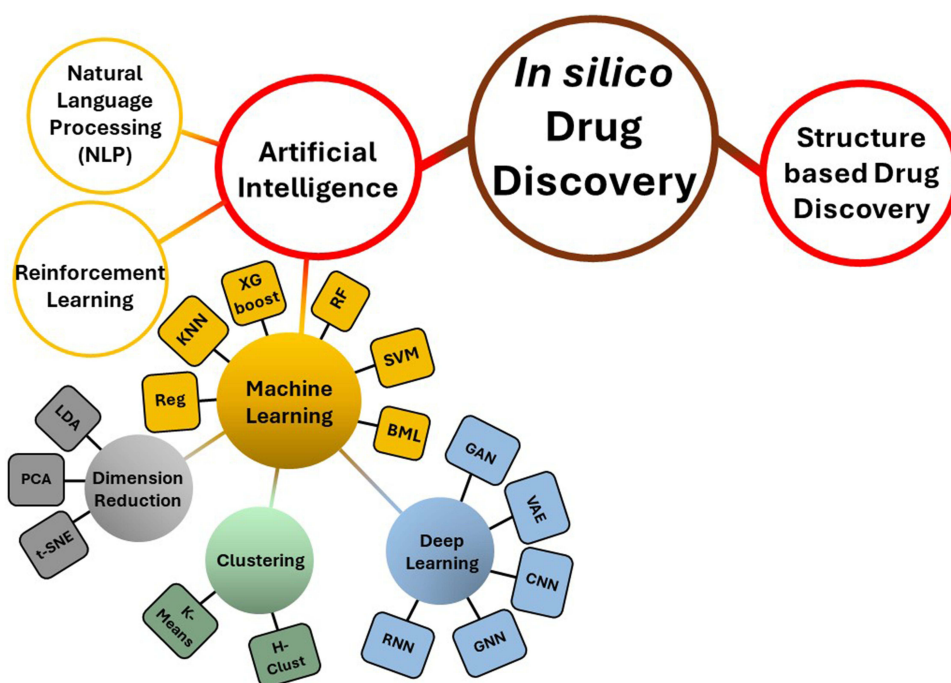 In silico
Drug
Discovery
Natural
Language
Processing
(NLP)
Artificial
Intelligence
Structure
based Drug
Discovery
Reinforcement
Learning
XG
boost
RF
KNN
SVM
Reg
Machine
Learning
BML
LDA
PCA
t-SNE
Dimension
Reduction
GAN
VAE
CNN
GNN
RNN
Deep
Learning
Clustering
K-
Means
H-
Clust